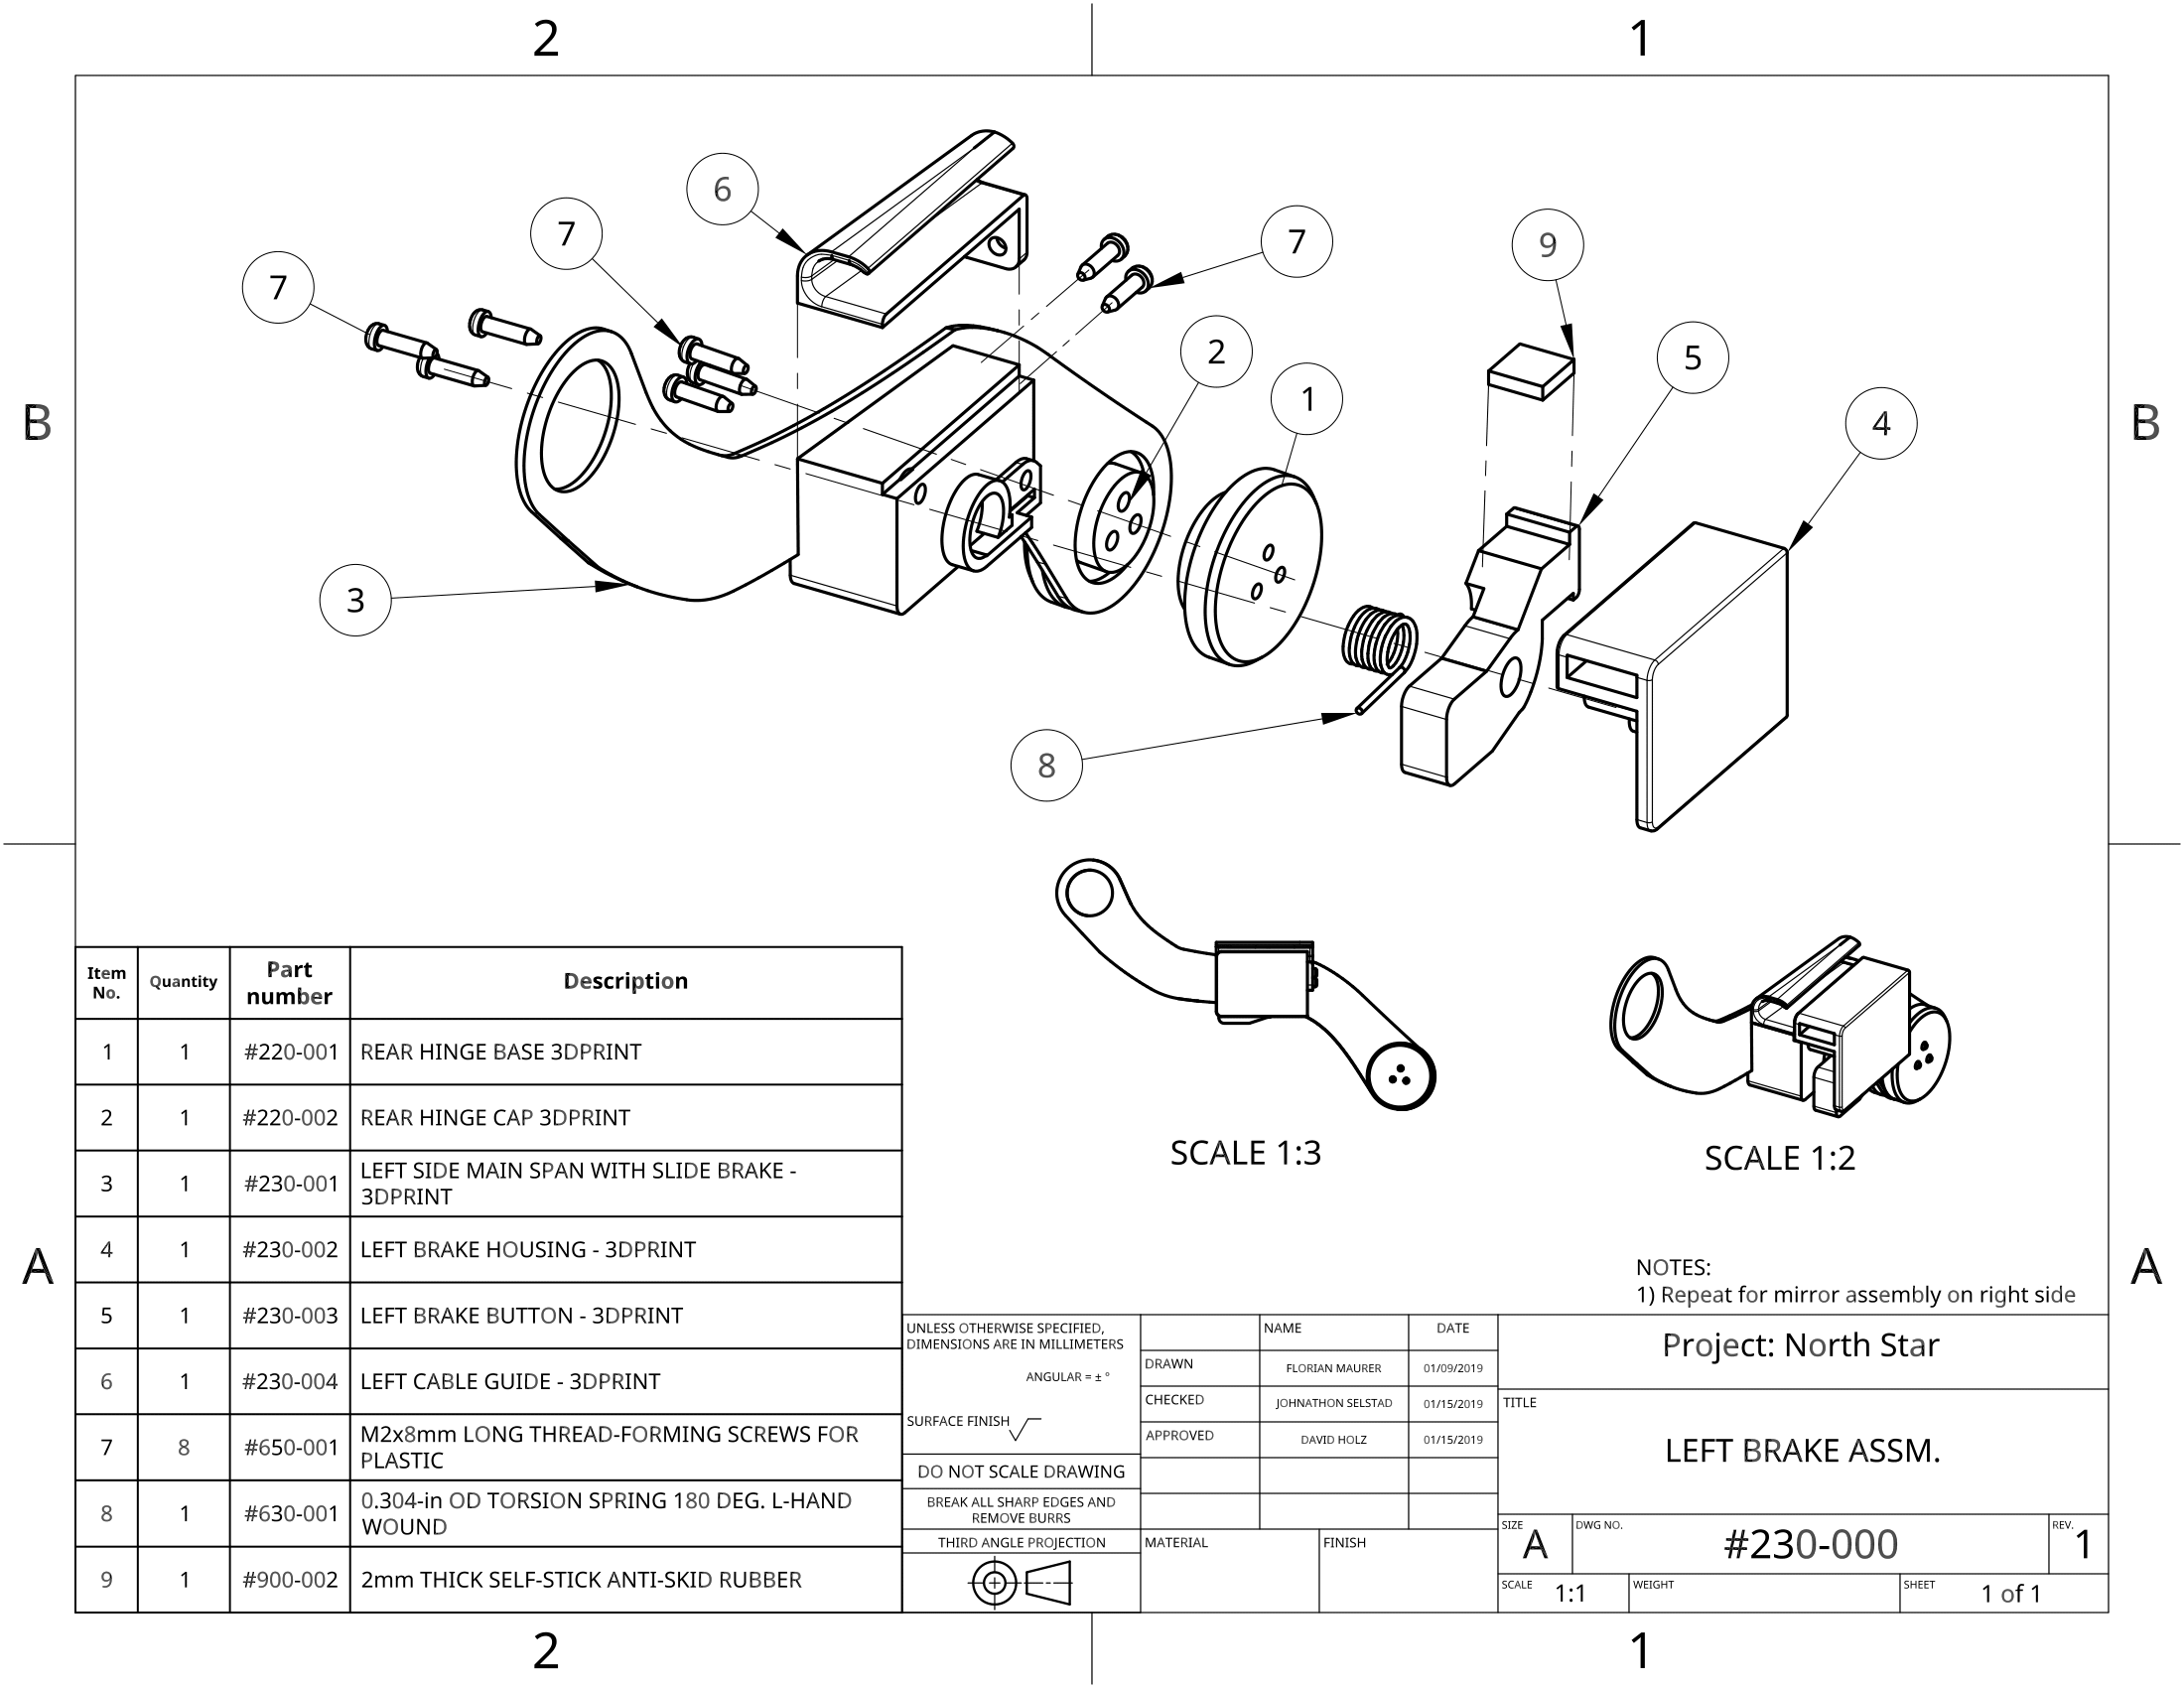 2 1
B B
6
7
7
7
9
2
5
1
4
3
8
SCALE 1:3
SCALE 1:2
Item No. Quantity Part number Description
1 1 #220-001 REAR HINGE BASE 3DPRINT
2 1 #220-002 REAR HINGE CAP 3DPRINT
3 1 #230-001 LEFT SIDE MAIN SPAN WITH SLIDE BRAKE -
3DPRINT
4 1 #230-002 LEFT BRAKE HOUSING - 3DPRINT
5 1 #230-003 LEFT BRAKE BUTTON - 3DPRINT
6 1 #230-004 LEFT CABLE GUIDE - 3DPRINT
7 8 #650-001 M2x8mm LONG THREAD-FORMING SCREWS FOR
PLASTIC
8 1 #630-001 0.304-in OD TORSION SPRING 180 DEG. L-HAND
WOUND
9 1 #900-002 2mm THICK SELF-STICK ANTI-SKID RUBBER
A A
NOTES:
1) Repeat for mirror assembly on right side
UNLESS OTHERWISE SPECIFIED,
DIMENSIONS ARE IN MILLIMETERS
ANGULAR = ± °
SURFACE FINISH
DO NOT SCALE DRAWING
BREAK ALL SHARP EDGES AND
REMOVE BURRS
THIRD ANGLE PROJECTION
NAME DATE
DRAWN FLORIAN MAURER 01/09/2019
CHECKED JOHNATHON SELSTAD 01/15/2019
APPROVED DAVID HOLZ 01/15/2019
MATERIAL FINISH
Project: North Star
TITLE
LEFT BRAKE ASSM.
SIZE A DWG NO. #230-000 REV. 1
SCALE 1:1 WEIGHT SHEET 1 of 1
2 1